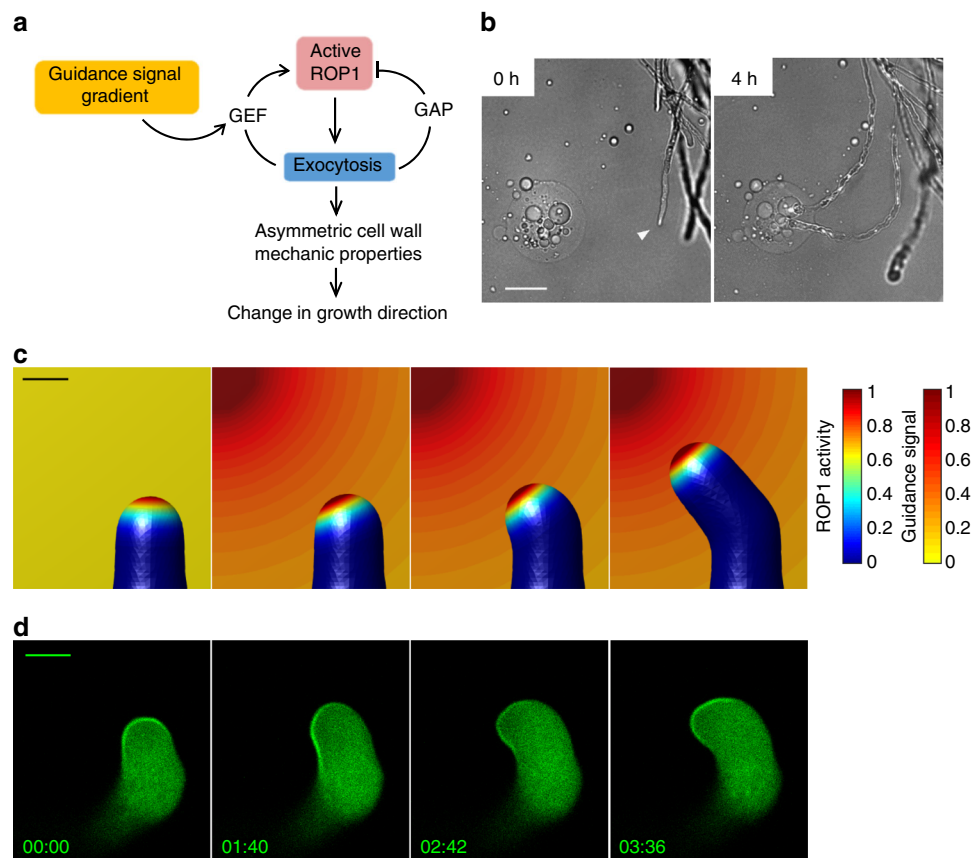 a
Guidance signal
gradient
GEF
Active
ROP1
GAP
Exocytosis
Asymmetric cell wall
mechanic properties
Change in growth direction
b
0 h
4 h
c
ROP1 activity
1
0.8
0.6
0.4
0.2
0
Guidance signal
1
0.8
0.6
0.4
0.2
0
d
00:00
01:40
02:42
03:36